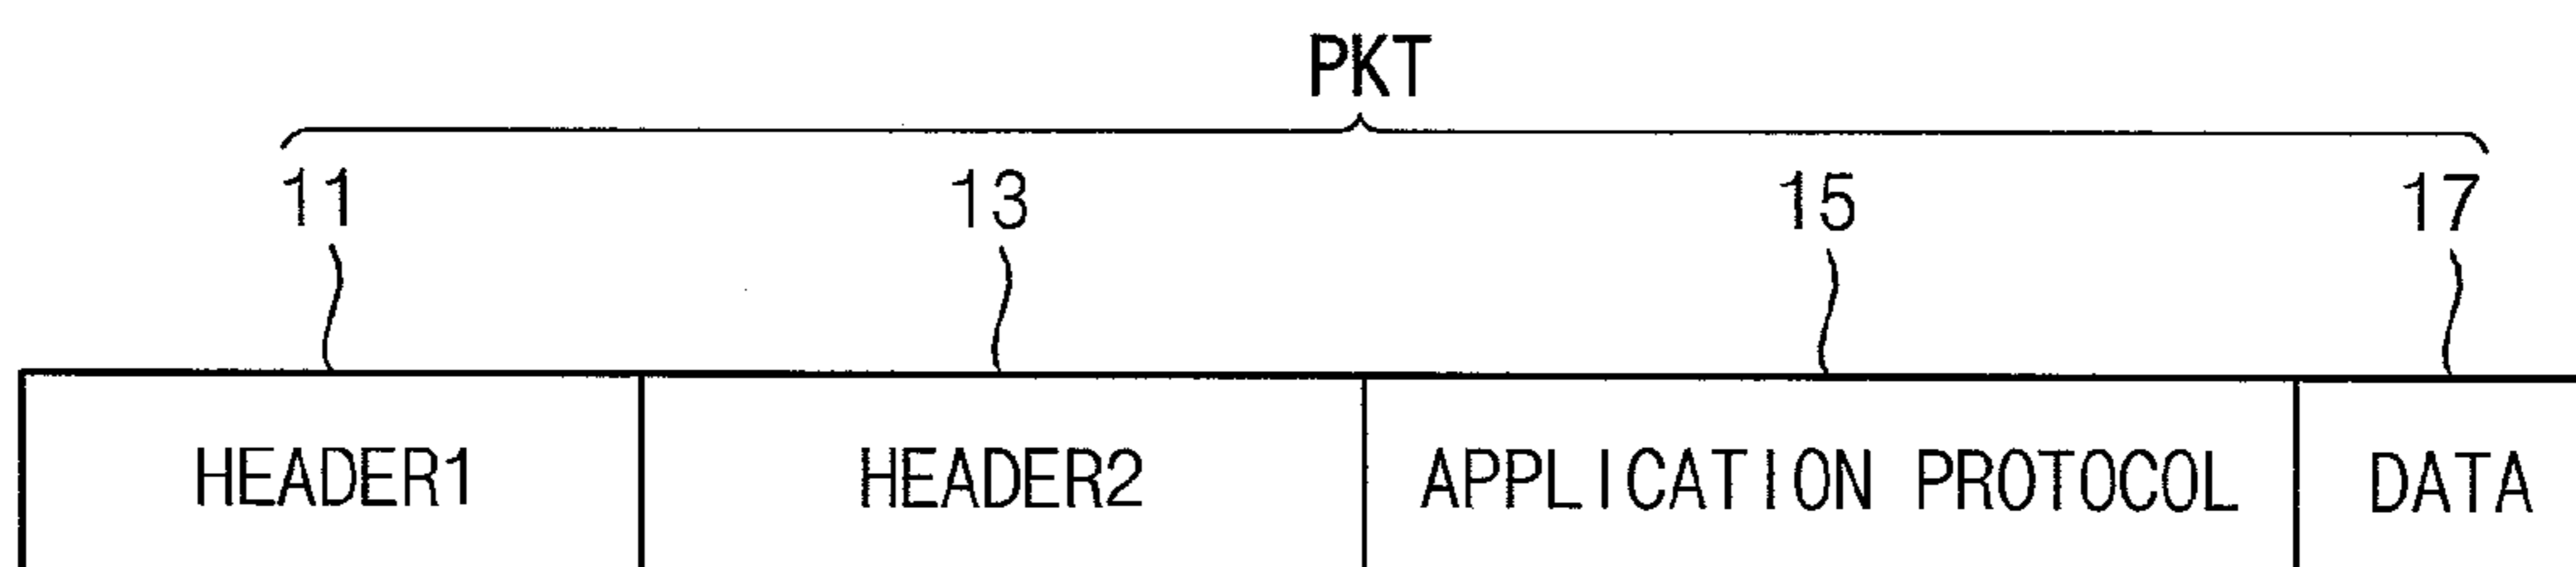 PKT
11 13 15 17
HEADER1 HEADER2 APPLICATION PROTOCOL DATA